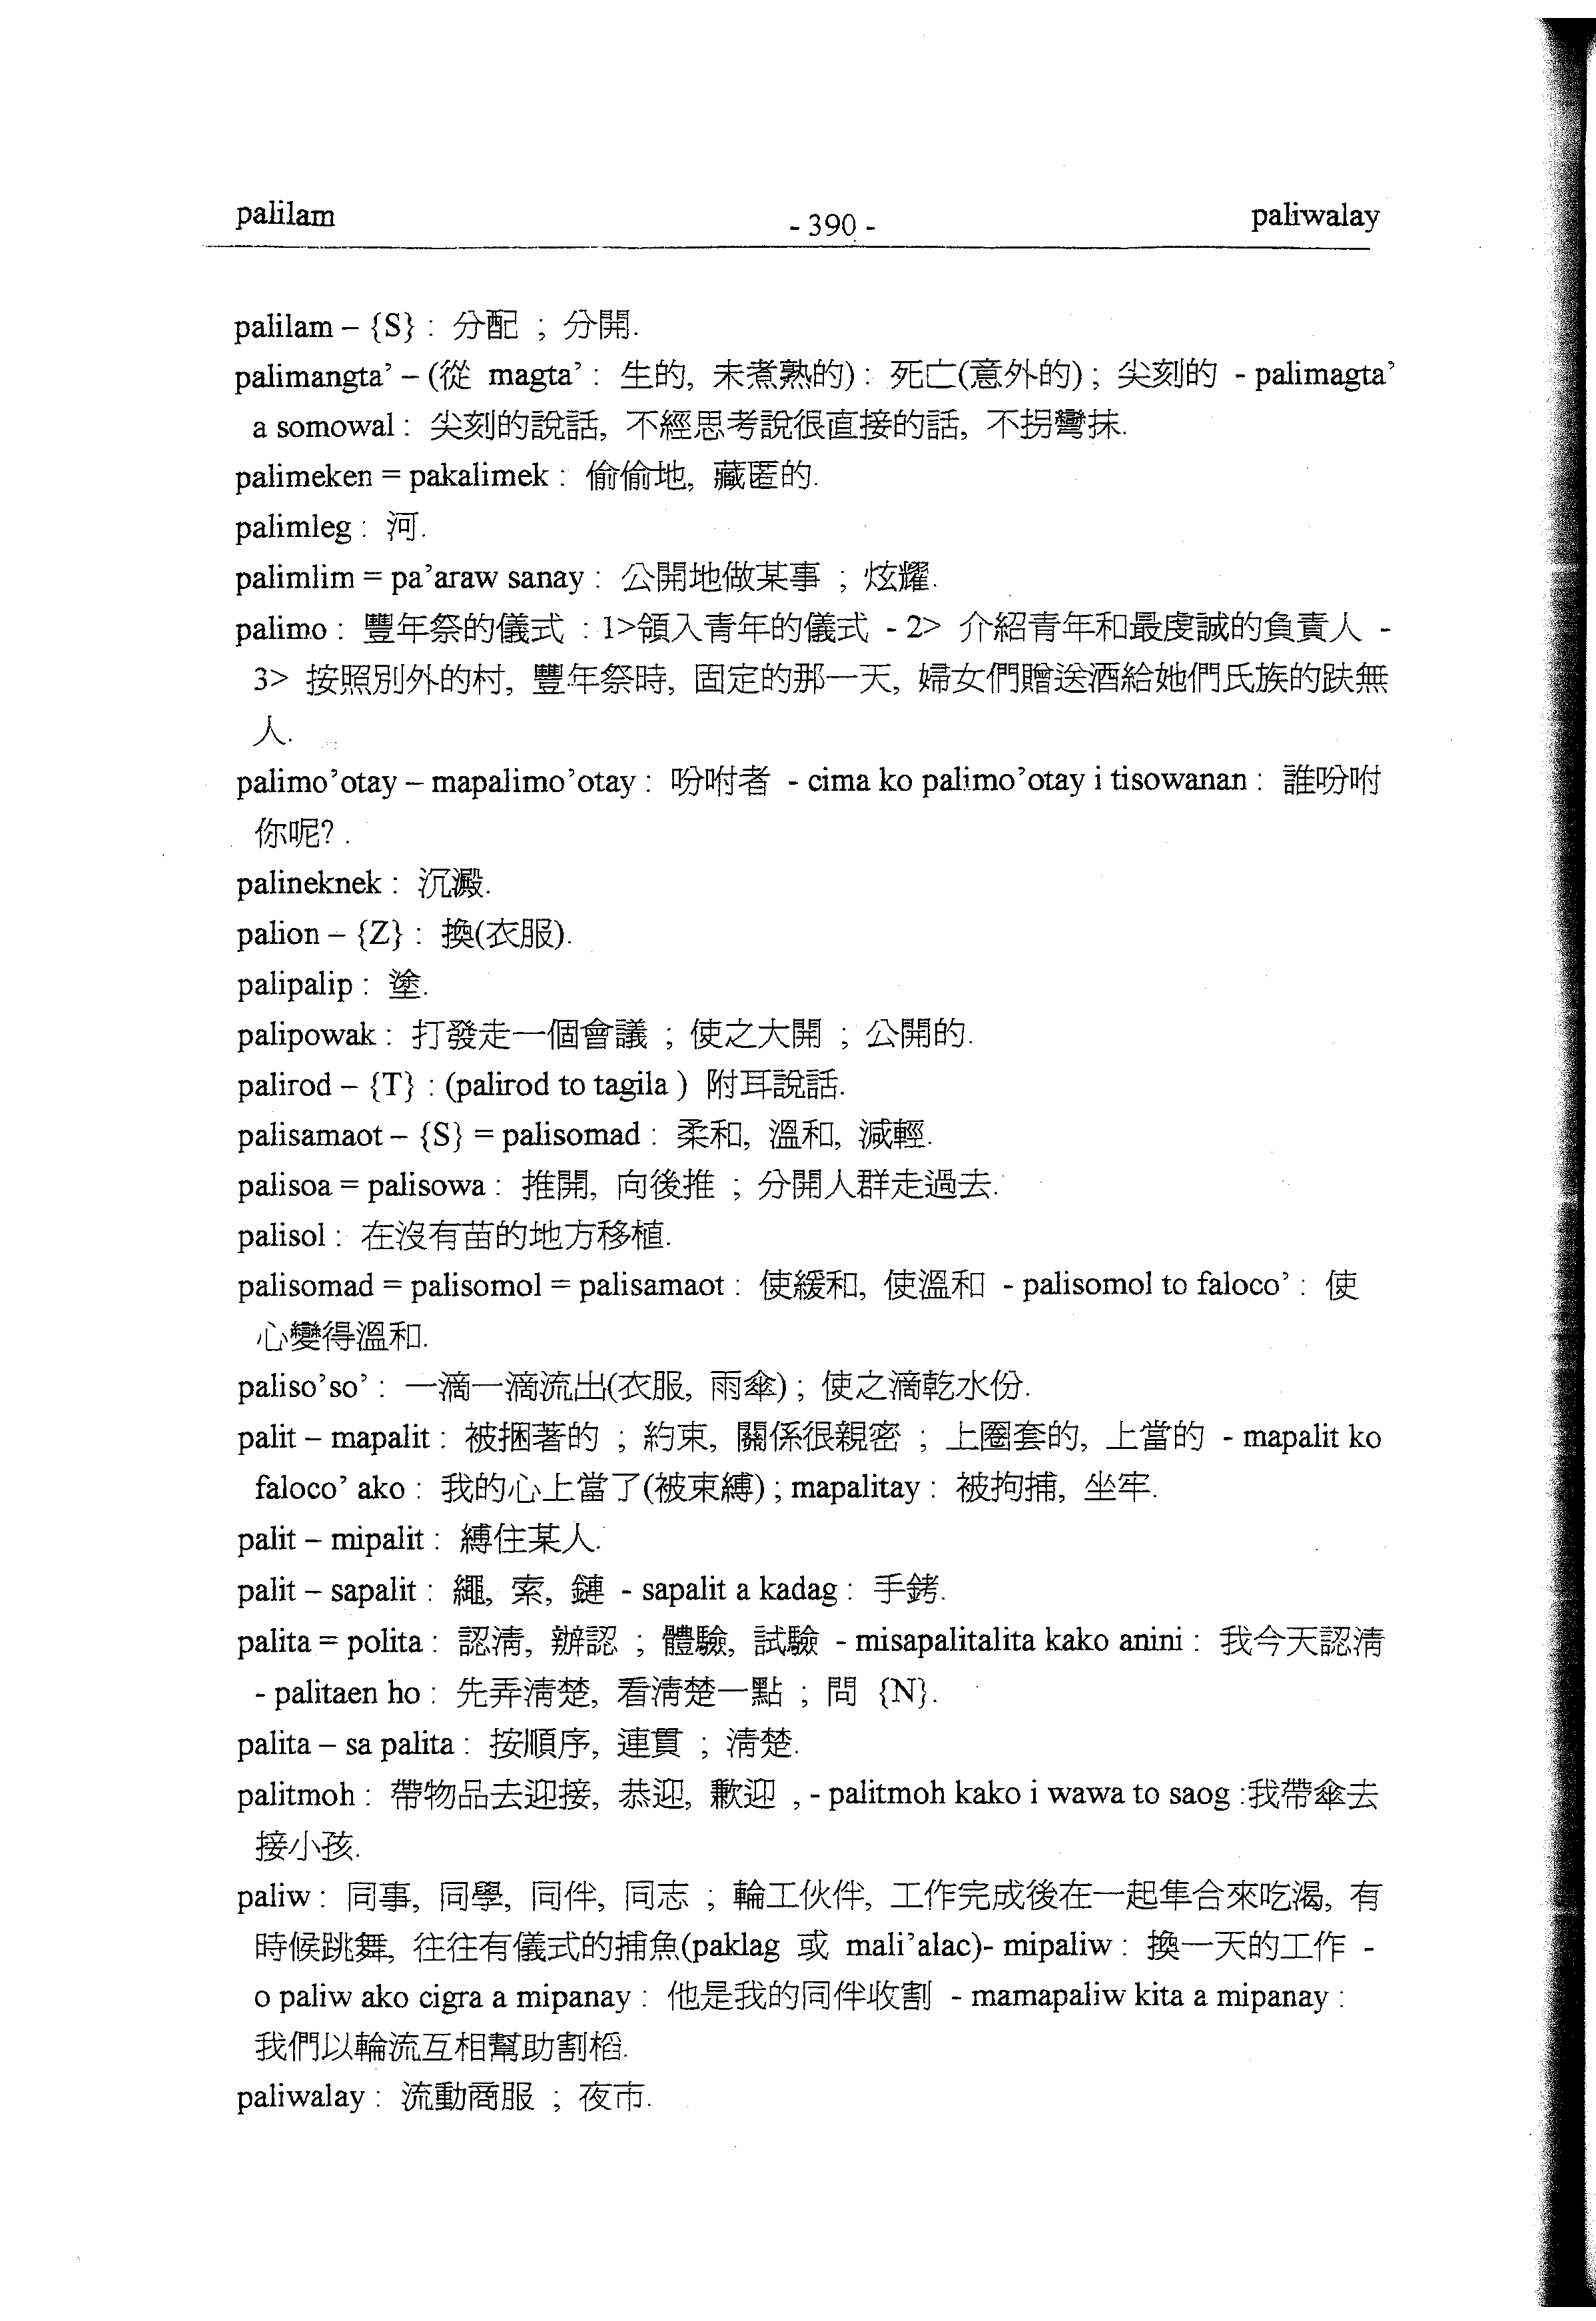 palilam
- 390 -
paliwalay
palilam – {S} : 分配 ; 分開.
palimangta’ – (從 magta’ : 生的, 未煮熟的) : 死亡(意外的) ; 尖刻的 - palimagta’
a somowal : 尖刻的說話, 不經思考說很直接的話, 不拐彎抹.
palimeken = pakalimek : 偷偷地, 藏匿的.
palimleg : 河.
palimlim = pa’araw sanay : 公開地做某事 ; 炫耀.
palimo : 豐年祭的儀式 : 1>領入青年的儀式 - 2> 介紹青年和最虔誠的負責人 -
3> 按照別外的村, 豐年祭時, 固定的那一天, 婦女們贈送酒給她們氏族的趺無
人.
palimo’otay – mapalimo’otay : 吩咐者 - cima ko palimo’otay i tisowanan : 誰吩咐
你呢? .
palineknek : 沉澱.
palion – {Z} : 換(衣服).
palipalip : 塗.
palipowak : 打發走一個會議 ; 使之大開 ; 公開的.
palirod – {T} : (palirod to tagila ) 附耳說話.
palisamaot – {S} = palisomad : 柔和, 溫和, 減輕.
palisoa = palisowa : 推開, 向後推 ; 分開人群走過去.
palisol : 在沒有苗的地方移植.
palisomad = palisomol = palisamaot : 使緩和, 使溫和 - palisomol to faloco’ : 使
心變得溫和.
paliso’so’ : 一滴一滴流出(衣服, 雨傘) ; 使之滴乾水份.
palit – mapalit : 被捆著的 ; 約束, 關係很親密 ; 上圈套的, 上當的 - mapalit ko
faloco’ ako : 我的心上當了(被束縛) ; mapalitay : 被拘捕, 坐牢.
palit – mipalit : 縛住某人.
palit – sapalit : 繩, 索, 鏈 - sapalit a kadag : 手銬.
palita = polita : 認清, 辦認 ; 體驗, 試驗 - misapalitalita kako anini : 我今天認清
- palitaen ho : 先弄清楚, 看清楚一點 ; 問 {N}.
palita – sa palita : 按順序, 連貫 ; 清楚.
palitmoh : 帶物品去迎接, 恭迎, 歉迎 , - palitmoh kako i wawa to saog :我帶傘去
接小孩.
paliw : 同事, 同學, 同伴, 同志 ; 輪工伙伴, 工作完成後在一起隼合來吃渴, 有
時候跳舞, 往往有儀式的捕魚(paklag 或 mali’alac)- mipaliw : 換一天的工作 -
o paliw ako cigra a mipanay : 他是我的同伴收割 - mamapaliw kita a mipanay :
我們以輪流互相幫助割稻.
paliwalay : 流動商服 ; 夜市.